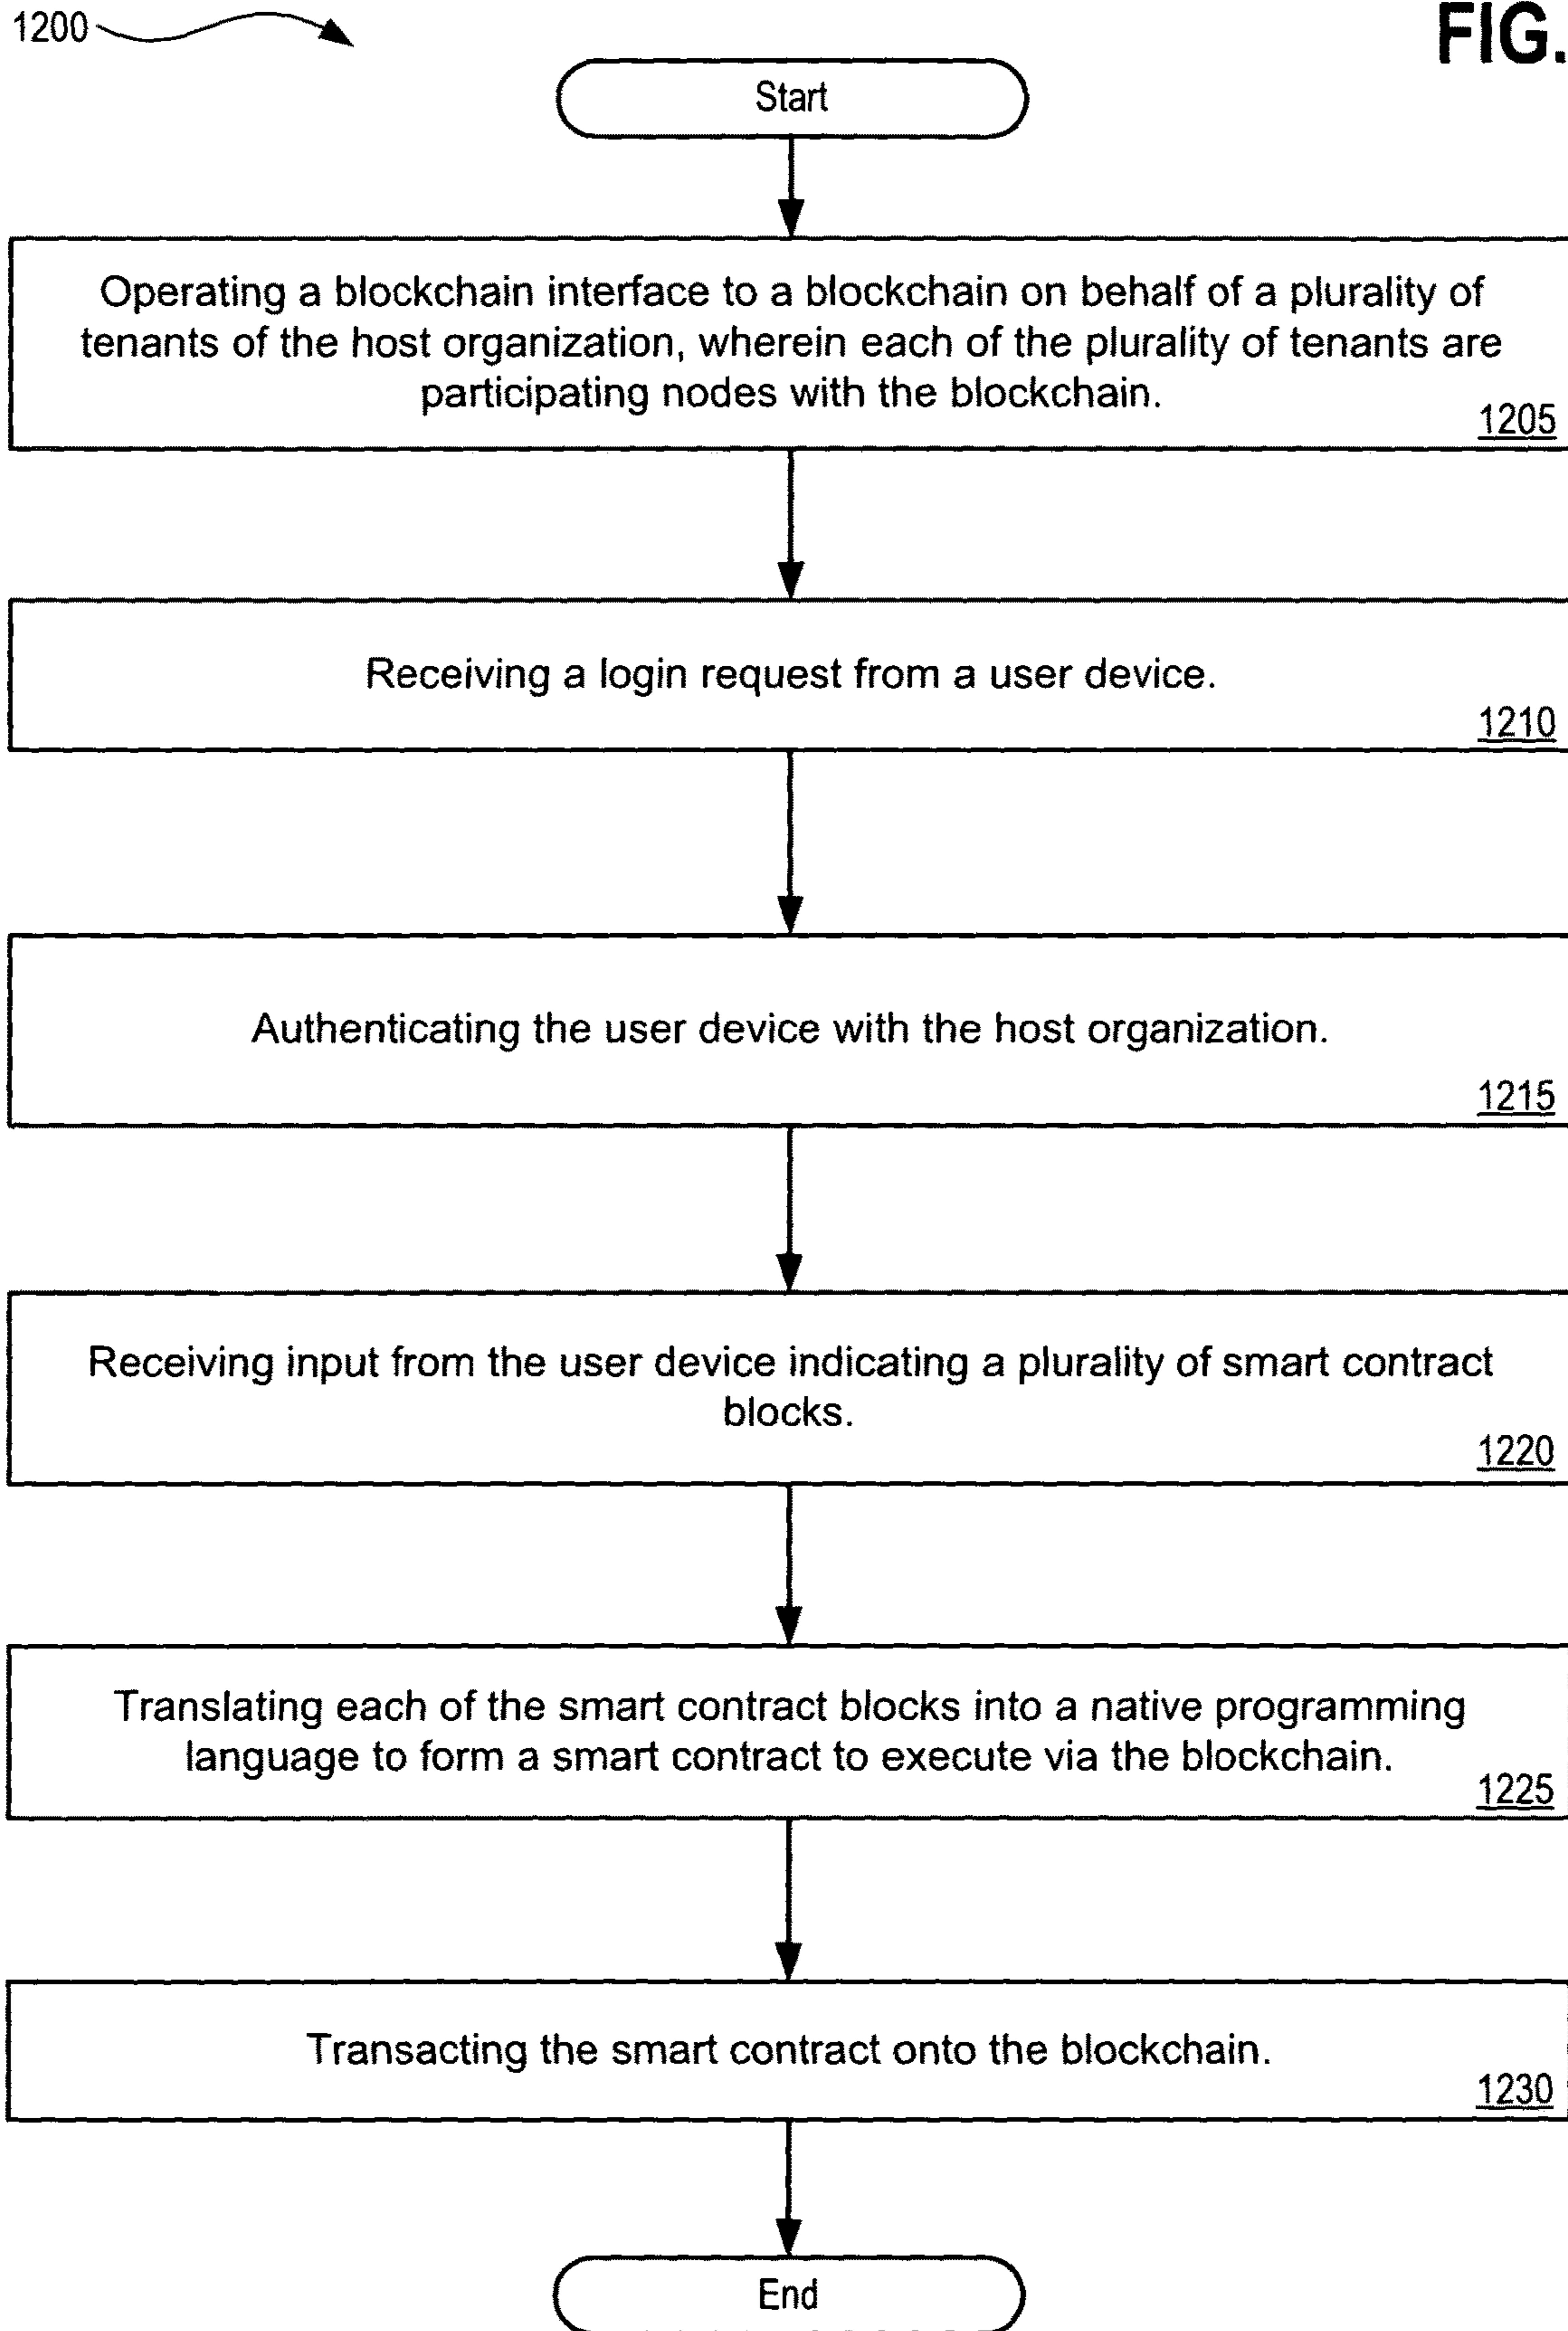 1200
FIG.
Start
Operating a blockchain interface to a blockchain on behalf of a plurality of
tenants of the host organization, wherein each of the plurality of tenants are
participating nodes with the blockchain.
1205
Receiving a login request from a user device.
1210
Authenticating the user device with the host organization.
1215
Receiving input from the user device indicating a plurality of smart contract
blocks.
1220
Translating each of the smart contract blocks into a native programming
language to form a smart contract to execute via the blockchain.
1225
Transacting the smart contract onto the blockchain.
1230
End